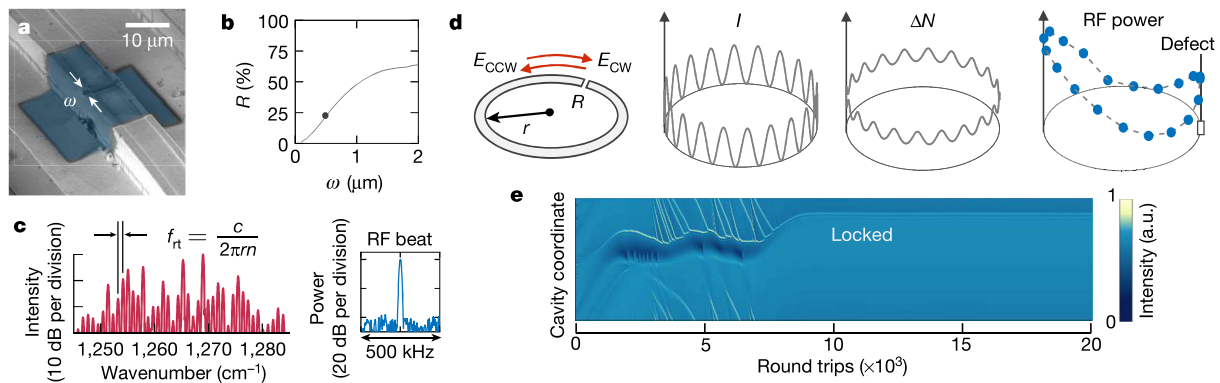 a
10 μm
ω
b
R (%)
100
75
50
25
0
0
1
2
ω (μm)
c
Intensity
(10 dB per division)
f_rt = c / 2πrn
1,250
1,260
1,270
1,280
Wavenumber (cm⁻¹)
RF beat
Power
(20 dB per division)
500 kHz
d
E_CCW
E_CW
R
r
I
ΔN
RF power
Defect
e
Cavity coordinate
Locked
0
5
10
15
20
Round trips (×10³)
1
0
Intensity (a.u.)